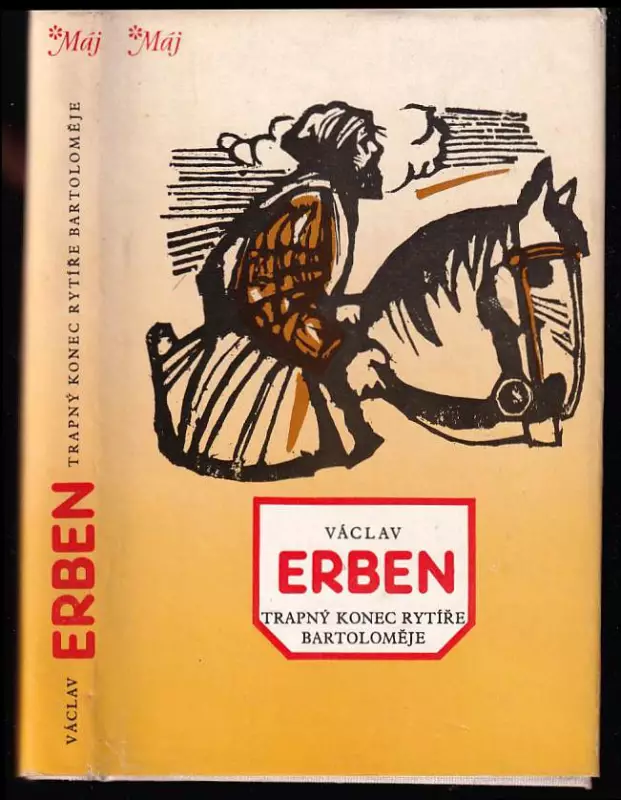 *Máj
*Máj
VÁCLAV ERBEN TRAPNÝ KONEC RYTÍŘE BARTOLOMĚJE
VÁCLAV
ERBEN
TRAPNÝ KONEC RYTÍŘE
BARTOLOMĚJE